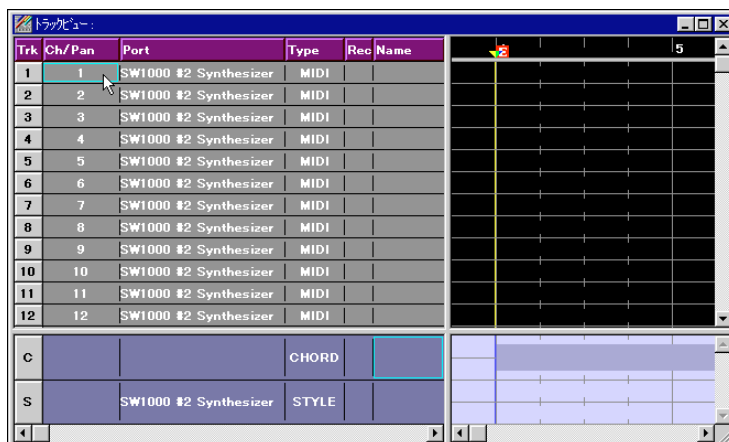 トラックビュー :
Trk Ch/Pan Port Type Rec Name
5
1 1 SW1000 #2 Synthesizer MIDI
2 2 SW1000 #2 Synthesizer MIDI
3 3 SW1000 #2 Synthesizer MIDI
4 4 SW1000 #2 Synthesizer MIDI
5 5 SW1000 #2 Synthesizer MIDI
6 6 SW1000 #2 Synthesizer MIDI
7 7 SW1000 #2 Synthesizer MIDI
8 8 SW1000 #2 Synthesizer MIDI
9 9 SW1000 #2 Synthesizer MIDI
10 10 SW1000 #2 Synthesizer MIDI
11 11 SW1000 #2 Synthesizer MIDI
12 12 SW1000 #2 Synthesizer MIDI
C CHORD
S SW1000 #2 Synthesizer STYLE